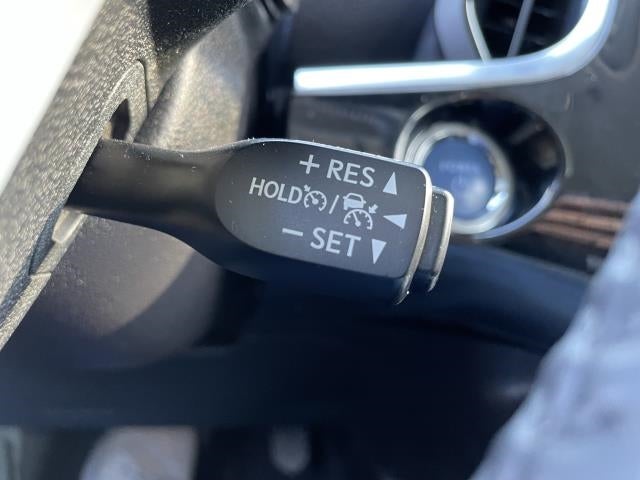 + RES ▲
HOLD / ◀
− SET ▼